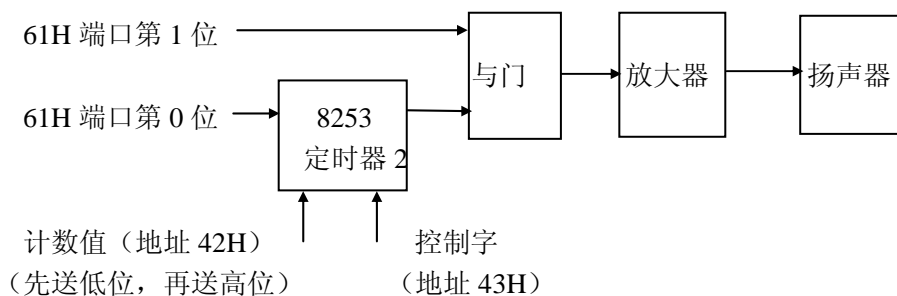 61H 端口第 1 位
与门
放大器
扬声器
61H 端口第 0 位
8253
定时器 2
计数值（地址 42H）
（先送低位，再送高位）
控制字
（地址 43H）